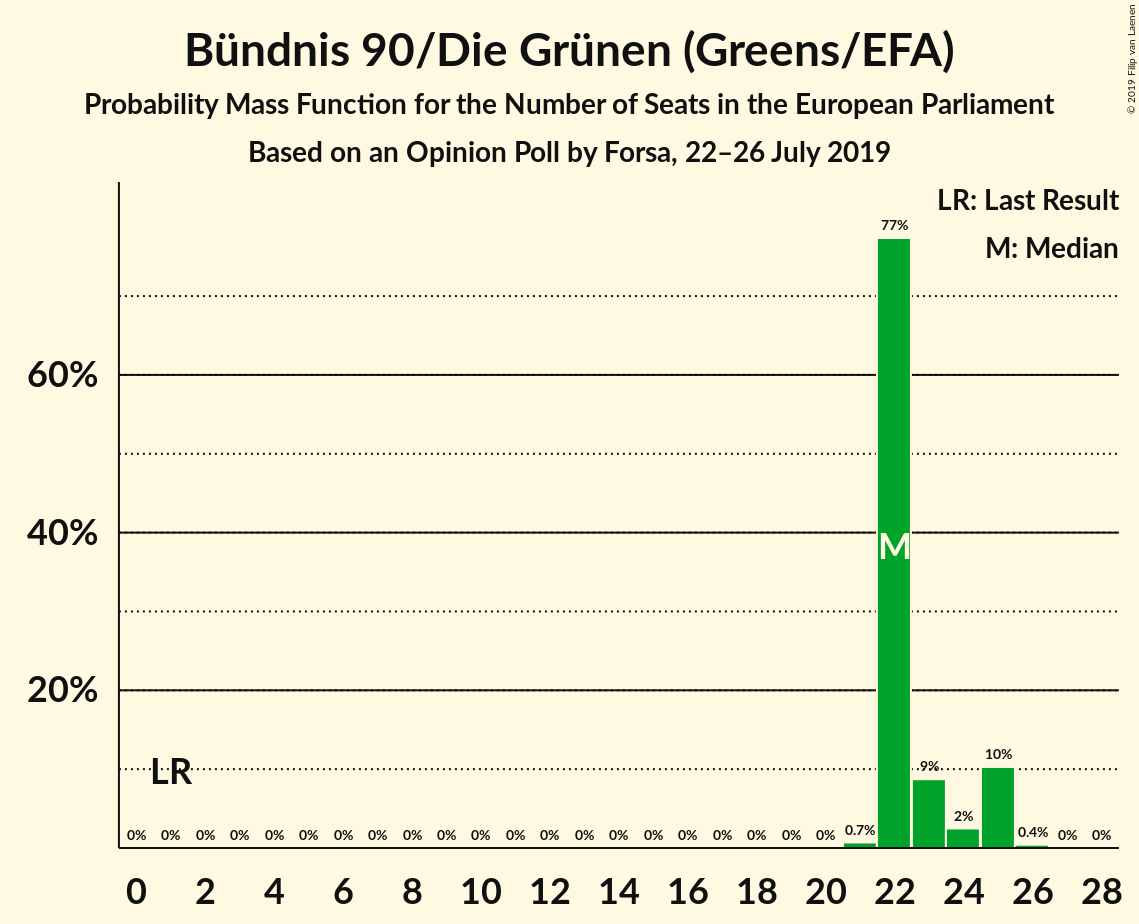 Bündnis 90/Die Grünen (Greens/EFA)
Probability Mass Function for the Number of Seats in the European Parliament
Based on an Opinion Poll by Forsa, 22–26 July 2019
© 2019 Filip van Laenen
LR: Last Result
M: Median
77%
60%
40%
M
20%
LR
10%
9%
2%
0% 0% 0% 0% 0% 0% 0% 0% 0% 0% 0% 0% 0% 0% 0% 0% 0% 0% 0% 0% 0% 0.7% 0.4% 0% 0%
0 2 4 6 8 10 12 14 16 18 20 22 24 26 28